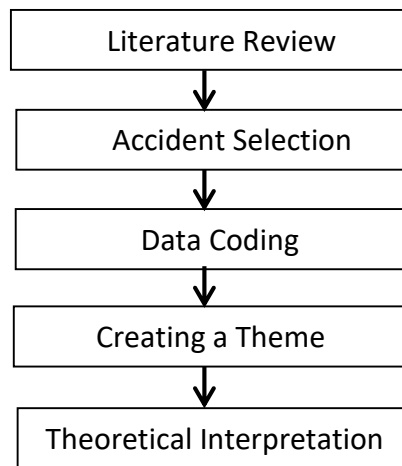 Literature Review
Accident Selection
Data Coding
Creating a Theme
Theoretical Interpretation